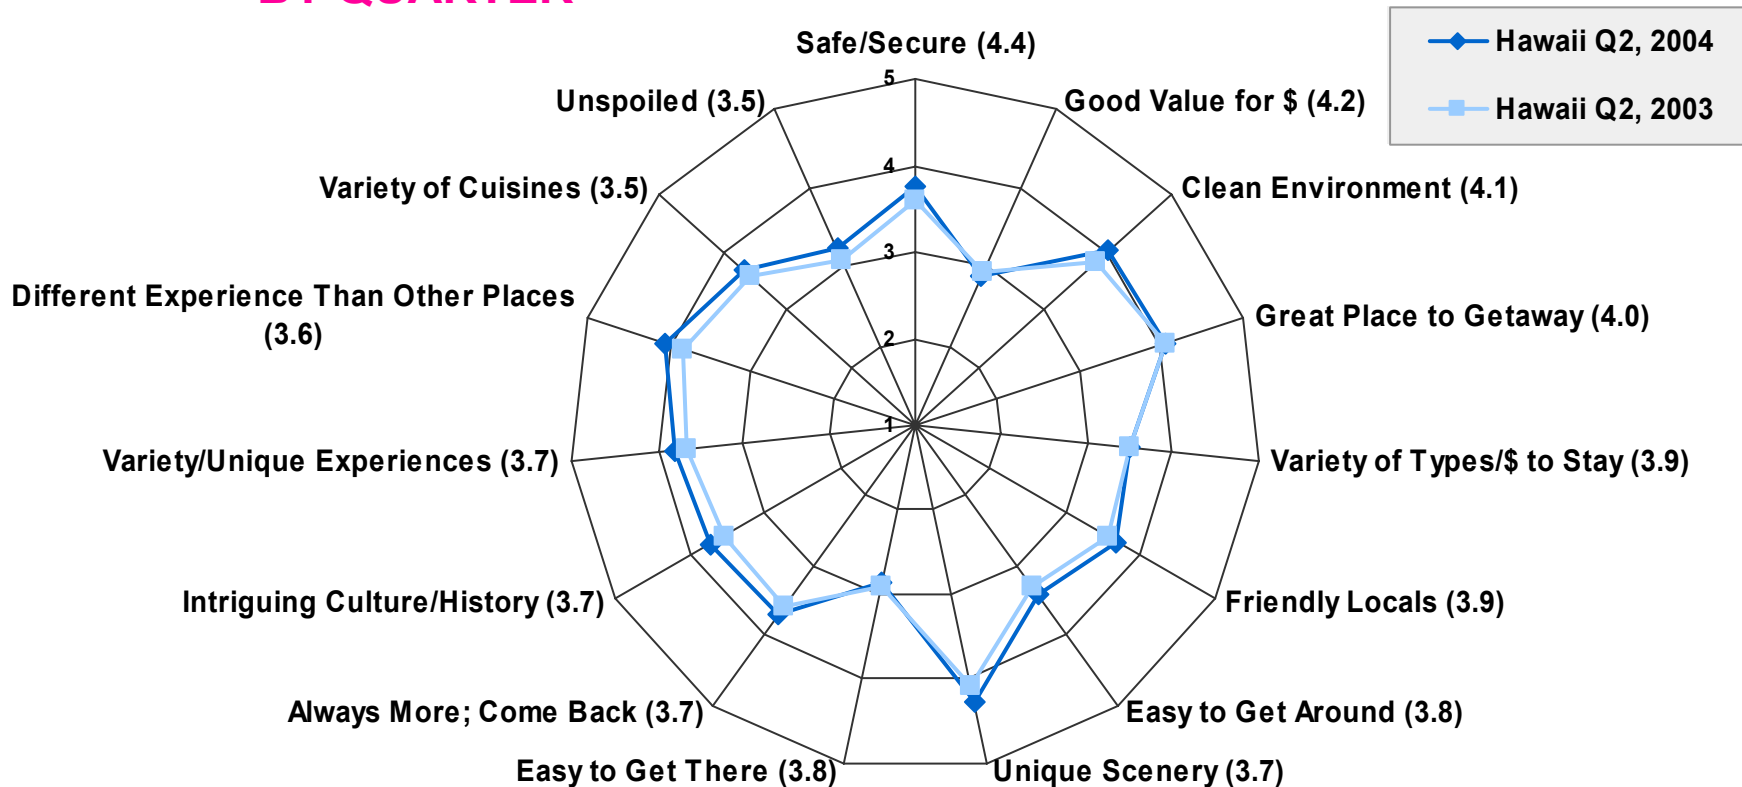 BY QUARTER
Hawaii Q2, 2004
Hawaii Q2, 2003
Safe/Secure (4.4)
Good Value for $ (4.2)
Clean Environment (4.1)
Great Place to Getaway (4.0)
Variety of Types/$ to Stay (3.9)
Friendly Locals (3.9)
Easy to Get Around (3.8)
Unique Scenery (3.7)
Easy to Get There (3.8)
Always More; Come Back (3.7)
Intriguing Culture/History (3.7)
Variety/Unique Experiences (3.7)
Different Experience Than Other Places
(3.6)
Variety of Cuisines (3.5)
Unspoiled (3.5)
5
4
3
2
1